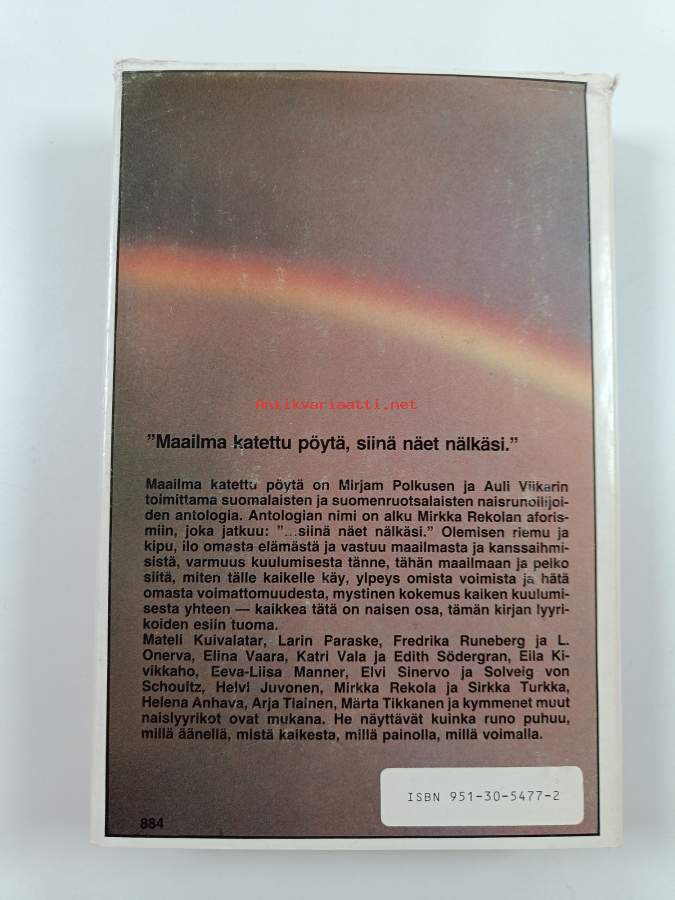 antikvariaatti.net
”Maailma katettu pöytä, siinä näet nälkäsi.”
Maailma katettu pöytä on Mirjam Polkusen ja Auli Viikarin
toimittama suomalaisten ja suomenruotsalaisten naisrunoilijoi-
den antologia. Antologian nimi on alku Mirkka Rekolan aforis-
miin, joka jatkuu: ”...siinä näet nälkäsi.” Olemisen riemu ja
kipu, ilo omasta elämästä ja vastuu maailmasta ja kanssaihmi-
sistä, varmuus kuulumisesta tänne, tähän maailmaan ja pelko
siitä, miten tälle kaikelle käy, ylpeys omista voimista ja hätä
omasta voimattomuudesta, mystinen kokemus kaiken kuulumi-
sesta yhteen — kaikkea tätä on naisen osa, tämän kirjan lyyri-
koiden esiin tuoma.
Mateli Kuivalatar, Larin Paraske, Fredrika Runeberg ja L.
Onerva, Elina Vaara, Katri Vala ja Edith Södergran, Eila Ki-
vikkaho, Eeva-Liisa Manner, Elvi Sinervo ja Solveig von
Schoultz, Helvi Juvonen, Mirkka Rekola ja Sirkka Turkka,
Helena Anhava, Arja Tiainen, Märta Tikkanen ja kymmenet muut
naislyyrikot ovat mukana. He näyttävät kuinka runo puhuu,
millä äänellä, mistä kaikesta, millä painolla, millä voimalla.
ISBN 951-30-5477-2
884